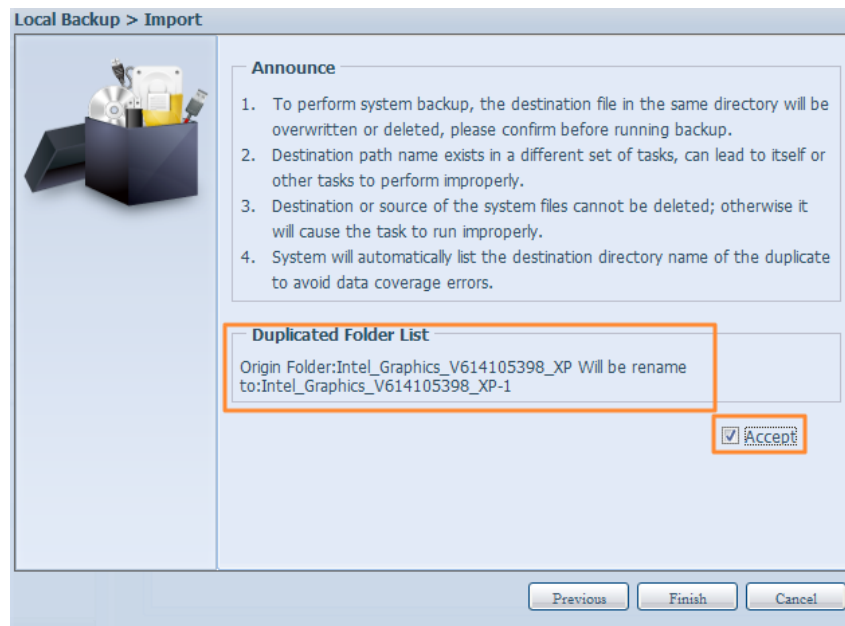 Local Backup > Import
Announce
1. To perform system backup, the destination file in the same directory will be
overwritten or deleted, please confirm before running backup.
2. Destination path name exists in a different set of tasks, can lead to itself or
other tasks to perform improperly.
3. Destination or source of the system files cannot be deleted; otherwise it
will cause the task to run improperly.
4. System will automatically list the destination directory name of the duplicate
to avoid data coverage errors.
Duplicated Folder List
Origin Folder:Intel_Graphics_V614105398_XP Will be rename
to:Intel_Graphics_V614105398_XP-1
Accept
Previous Finish Cancel